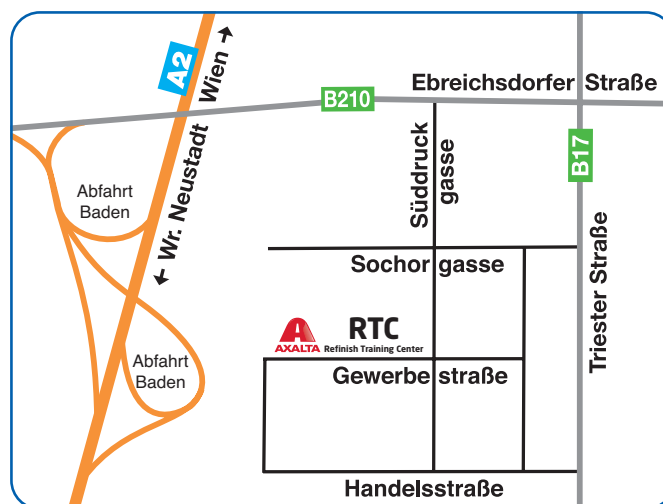 A2
Wien →
← Wr. Neustadt
Ebreichsdorfer Straße
B210
B17
Süddruck
gasse
Abfahrt
Baden
Sochor gasse
Triester Straße
AXALTA
RTC
Refinish Training Center
Abfahrt
Baden
Gewerbe straße
Handelsstraße